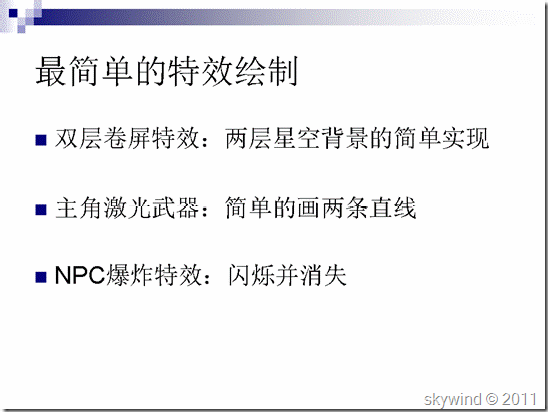 最简单的特效绘制
双层卷屏特效：两层星空背景的简单实现
主角激光武器：简单的画两条直线
NPC爆炸特效：闪烁并消失
skywind © 2011